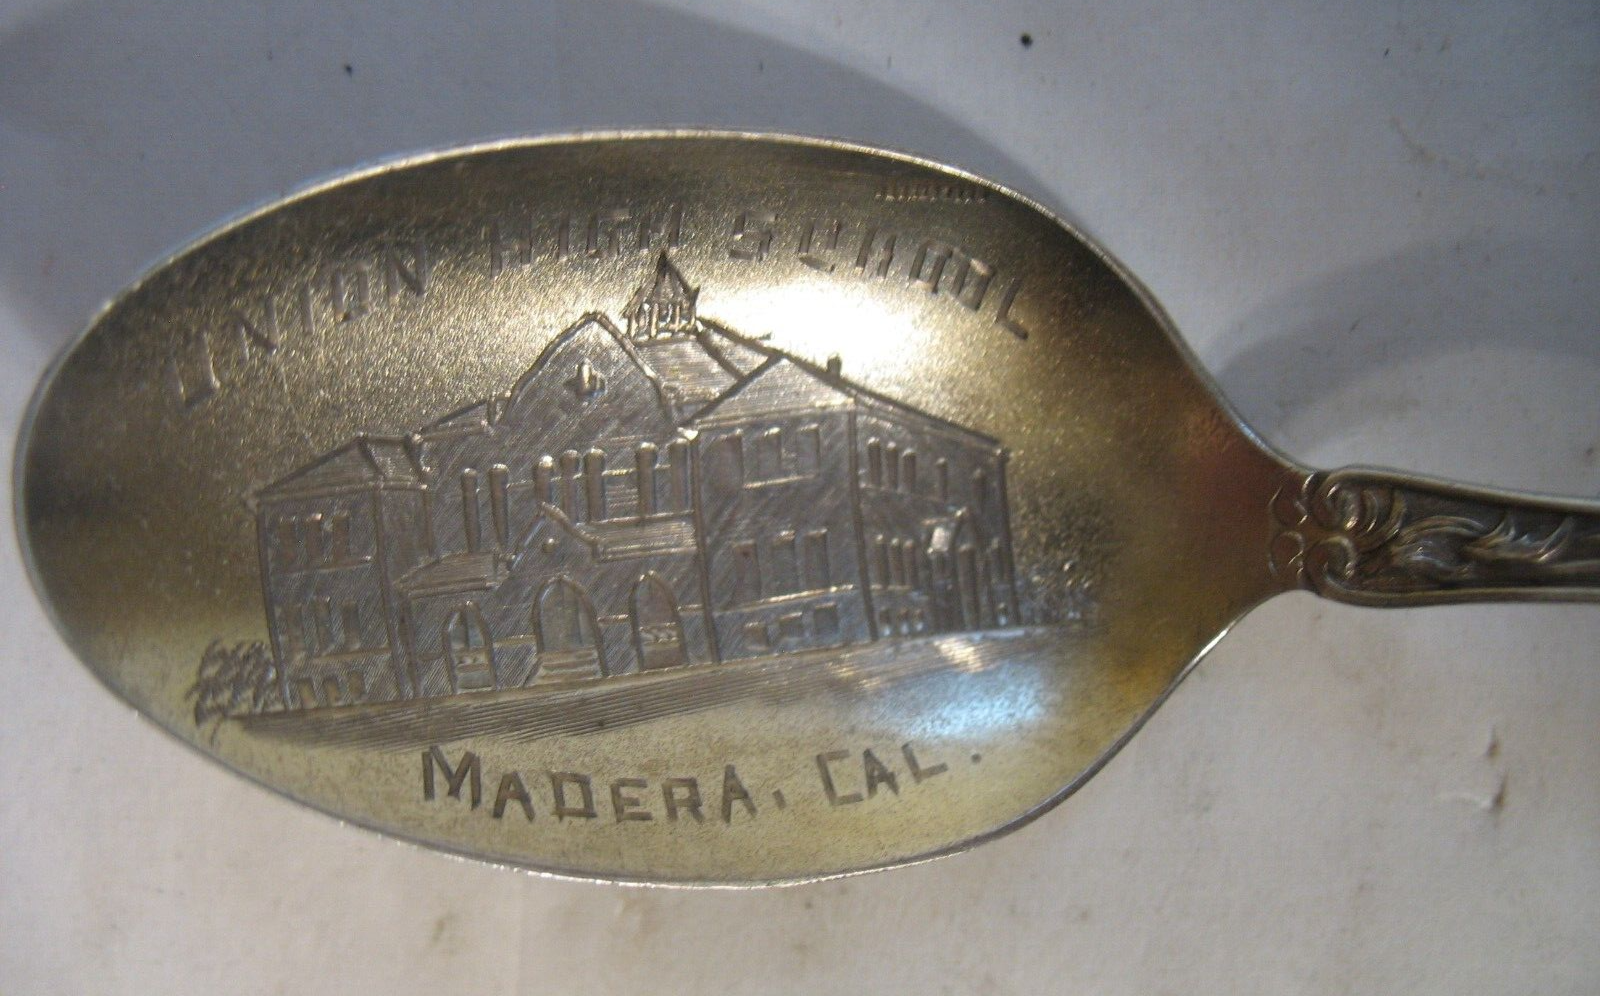 UNION HIGH SCHOOL
MADERA, CAL.